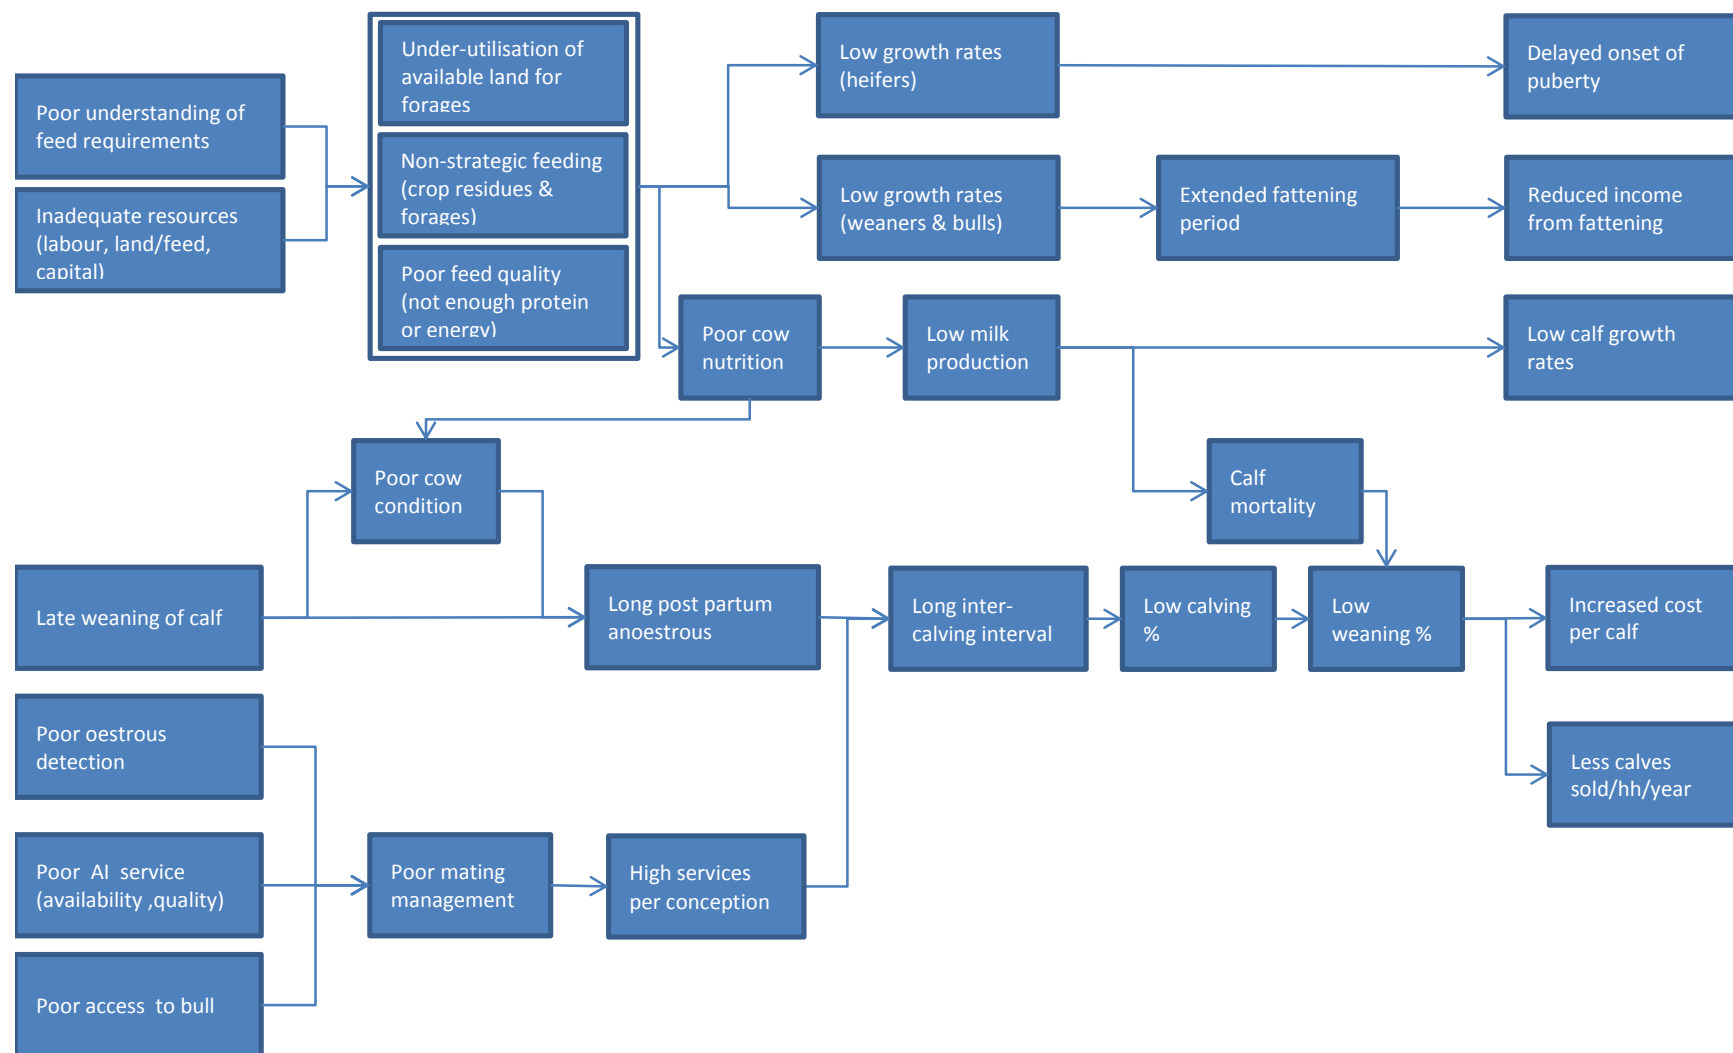 Poor understanding of
feed requirements
Inadequate resources
(labour, land/feed,
capital)
Under-utilisation of
available land for
forages
Non-strategic feeding
(crop residues &
forages)
Poor feed quality
(not enough protein
or energy)
Low growth rates
(heifers)
Delayed onset of
puberty
Low growth rates
(weaners & bulls)
Extended fattening
period
Reduced income
from fattening
Poor cow
nutrition
Low milk
production
Low calf growth
rates
Poor cow
condition
Calf
mortality
Late weaning of calf
Long post partum
anoestrous
Long inter-
calving interval
Low calving
%
Low
weaning %
Increased cost
per calf
Poor oestrous
detection
Less calves
sold/hh/year
Poor  AI  service
(availability ,quality)
Poor mating
management
High services
per conception
Poor access  to bull